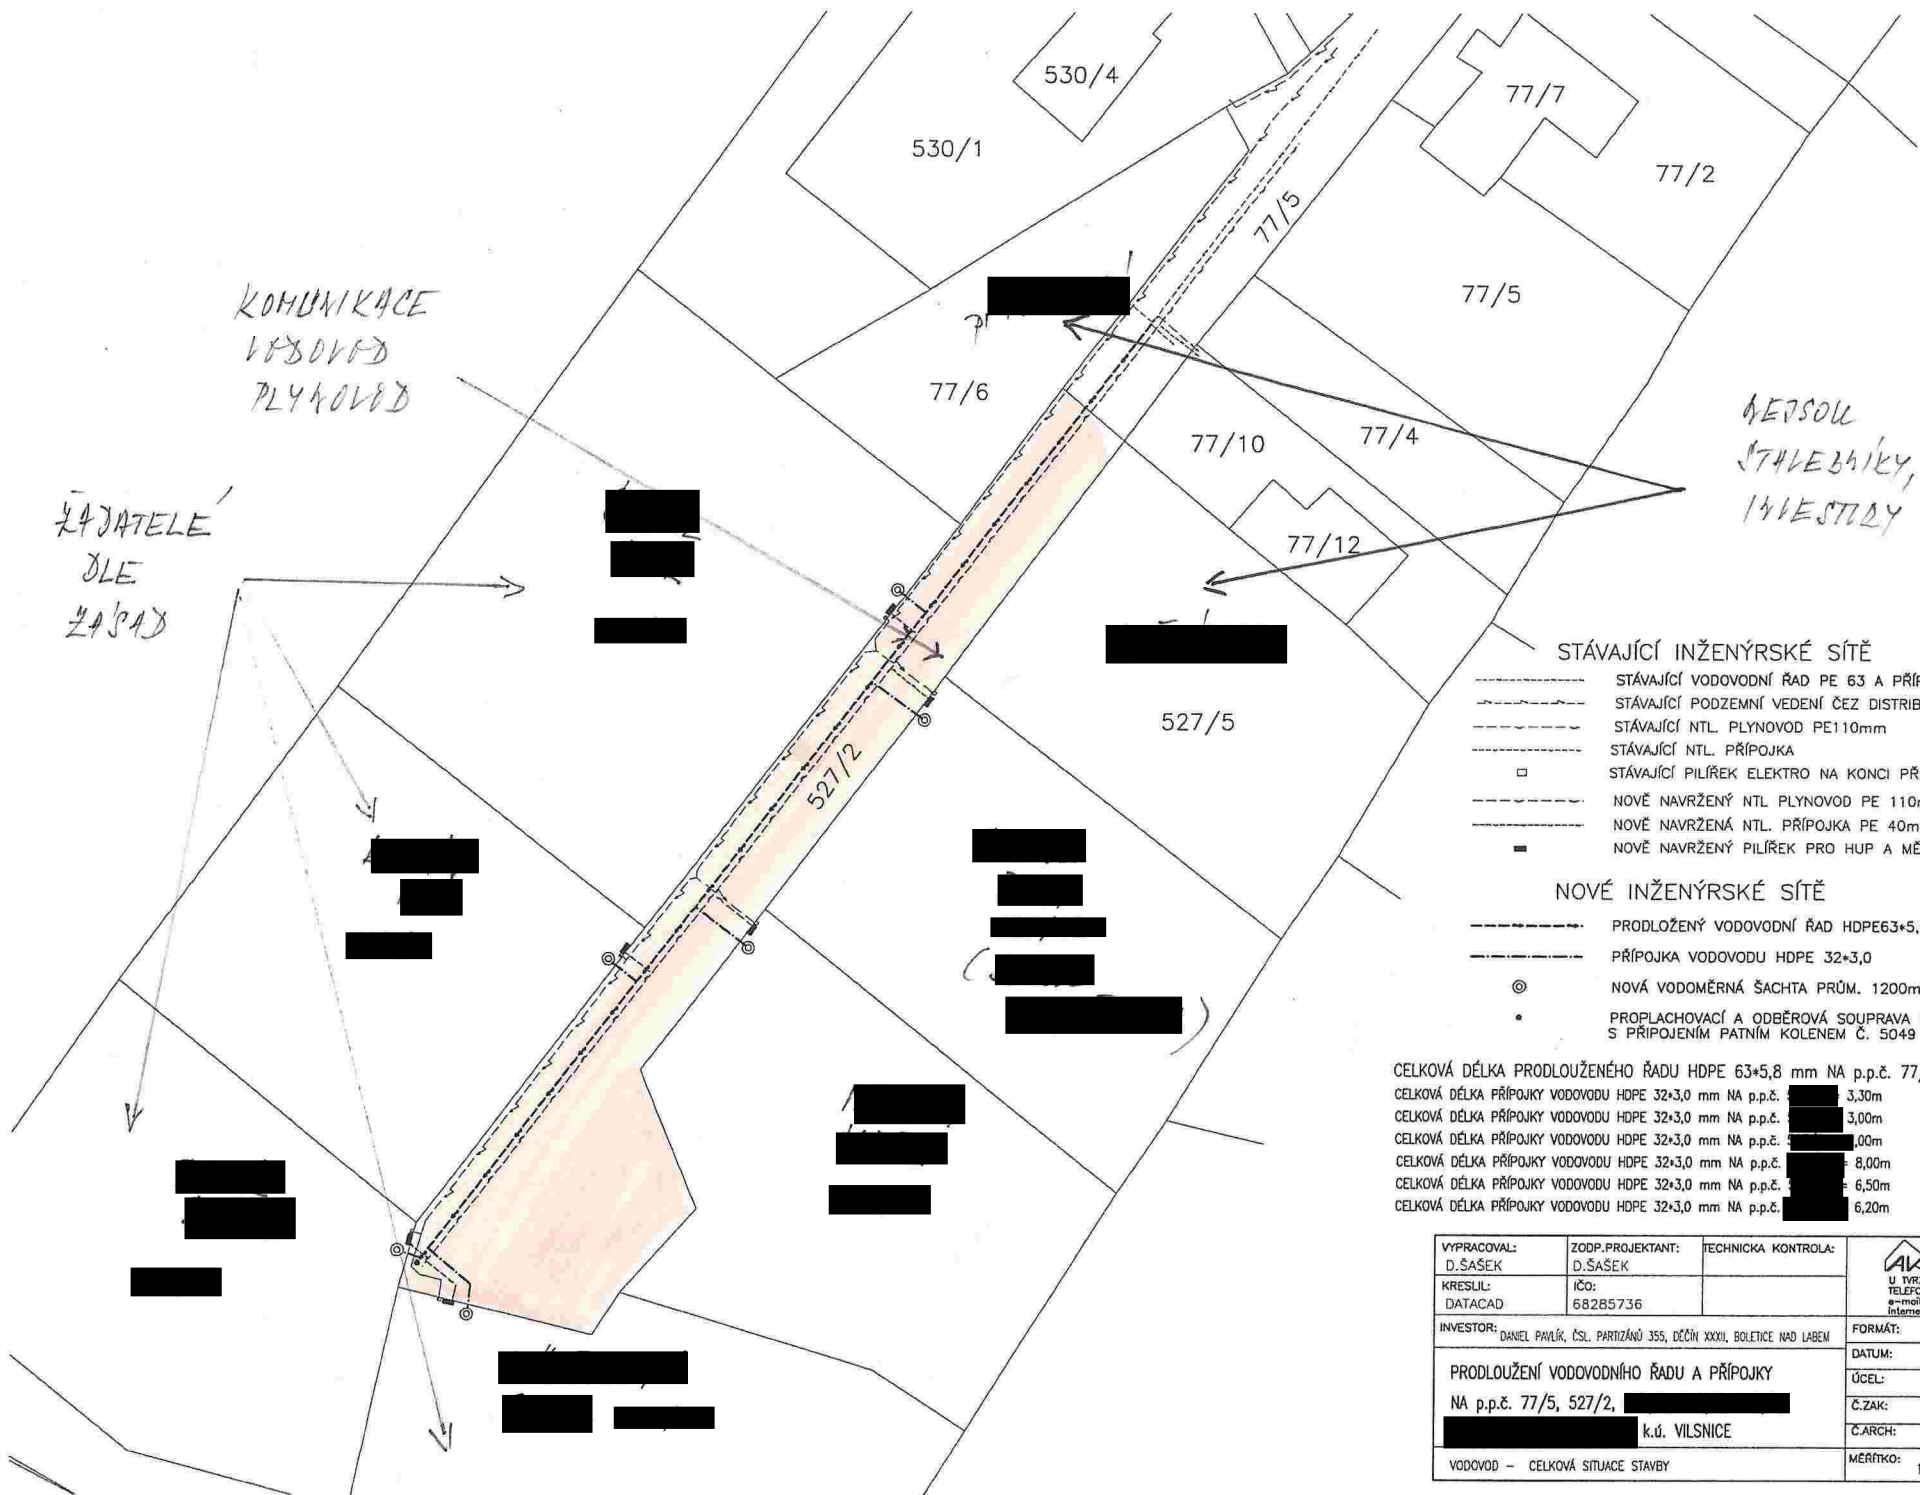 530/4
77/7
530/1
77/2
77/5
77/5
KOMUNIKACE
VODOVOD
PLYNOVOD
77/6
77/10
77/4
NEJSOU
STAVEBNÍKY,
INVESTORY
ŽADATELÉ
DLE
ZÁSAD
77/12
527/5
527/2
STÁVAJÍCÍ INŽENÝRSKÉ SÍTĚ
STÁVAJÍCÍ VODOVODNÍ ŘAD PE 63 A
STÁVAJÍCÍ PODZEMNÍ VEDENÍ ČEZ
STÁVAJÍCÍ NTL. PLYNOVOD PE110mm
STÁVAJÍCÍ NTL. PŘÍPOJKA
STÁVAJÍCÍ PILÍŘEK ELEKTRO NA KONCI
NOVĚ NAVRŽENÝ NTL PLYNOVOD PE
NOVĚ NAVRŽENÁ NTL. PŘÍPOJKA PE
NOVĚ NAVRŽENÝ PILÍŘEK PRO HUP A
NOVÉ INŽENÝRSKÉ SÍTĚ
PRODLOŽENÝ VODOVODNÍ ŘAD HDPE63*5,
PŘÍPOJKA VODOVODU HDPE 32*3,0
NOVÁ VODOMĚRNÁ ŠACHTA PRŮM. 1200m
PROPLACHOVACÍ A ODBĚROVÁ SOUPRAVA
S PŘIPOJENÍM PATNÍM KOLENEM Č. 5049
CELKOVÁ DÉLKA PRODLOUŽENÉHO ŘADU HDPE 63*5,8 mm NA p.p.č. 77/
CELKOVÁ DÉLKA PŘÍPOJKY VODOVODU HDPE 32*3,0 mm NA p.p.č. 3,30m
CELKOVÁ DÉLKA PŘÍPOJKY VODOVODU HDPE 32*3,0 mm NA p.p.č. 3,00m
CELKOVÁ DÉLKA PŘÍPOJKY VODOVODU HDPE 32*3,0 mm NA p.p.č. ,00m
CELKOVÁ DÉLKA PŘÍPOJKY VODOVODU HDPE 32*3,0 mm NA p.p.č. 8,00m
CELKOVÁ DÉLKA PŘÍPOJKY VODOVODU HDPE 32*3,0 mm NA p.p.č. = 6,50m
CELKOVÁ DÉLKA PŘÍPOJKY VODOVODU HDPE 32*3,0 mm NA p.p.č. 6,20m
VYPRACOVAL: ZODP.PROJEKTANT: TECHNICKA KONTROLA:
D.ŠAŠEK D.ŠAŠEK
KRESLIL: IČO:
DATACAD 68285736
INVESTOR: DANIEL PAVLÍK, ČSL. PARTIZÁNŮ 355, DĚČÍN XXXII, BOLETICE NAD LABEM
FORMÁT:
DATUM:
PRODLOUŽENÍ VODOVODNÍHO ŘADU A PŘÍPOJKY
ÚČEL:
NA p.p.č. 77/5, 527/2,
Č.ZAK:
k.ú. VILSNICE
Č.ARCH:
VODOVOD – CELKOVÁ SITUACE STAVBY
MĚŘÍTKO: